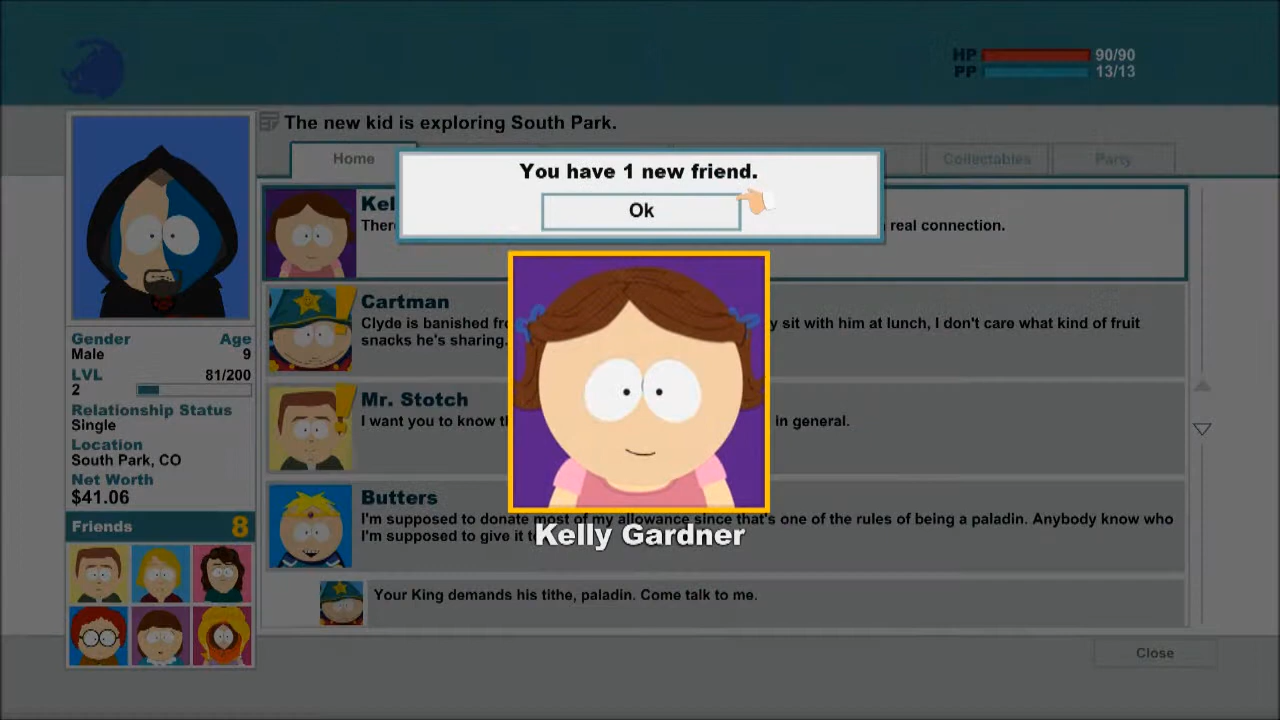 HP 90/90
PP 13/13
The new kid is exploring South Park.
Home
Collectables
Party
You have 1 new friend.
Ok
Kel
There
real connection.
Cartman
Clyde is banished fr
y sit with him at lunch, I don't care what kind of fruit
snacks he's sharing.
Mr. Stotch
I want you to know th
in general.
Butters
I'm supposed to donate most of my allowance since that's one of the rules of being a paladin. Anybody know who
I'm supposed to give it t
Your King demands his tithe, paladin. Come talk to me.
Kelly Gardner
Gender Age
Male 9
LVL 81/200
2
Relationship Status
Single
Location
South Park, CO
Net Worth
$41.06
Friends 8
Close